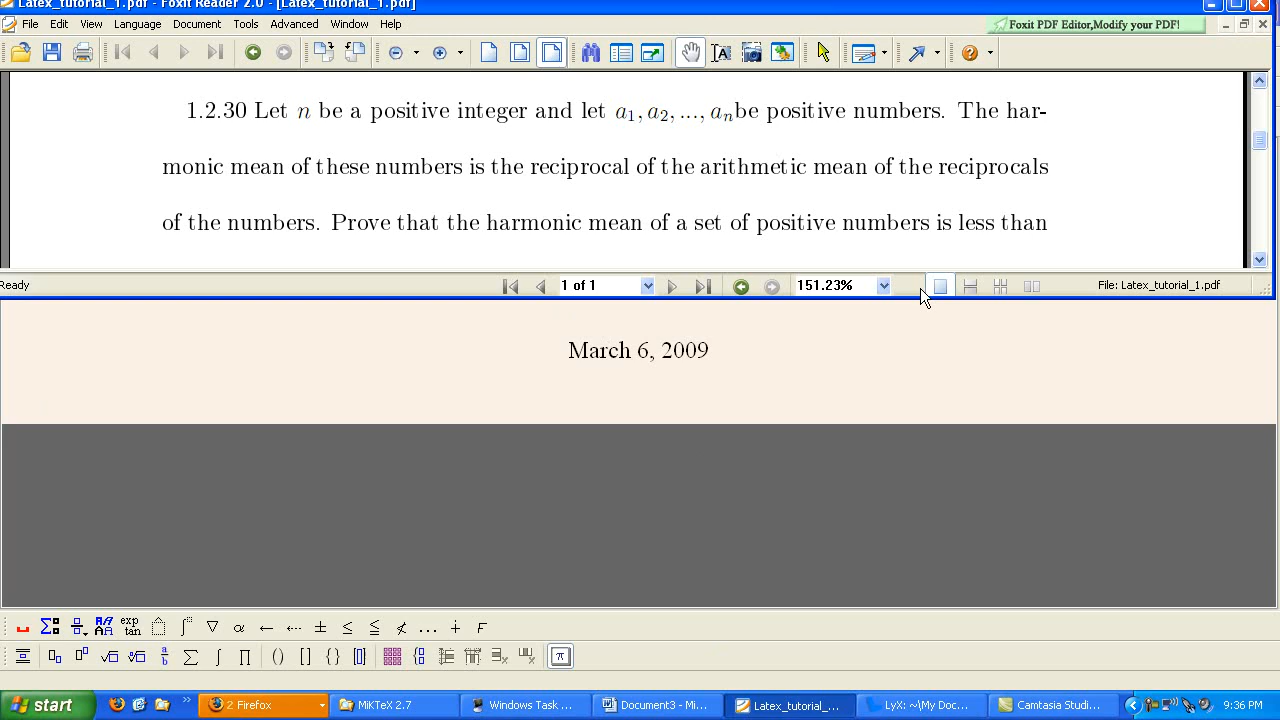 Latex_tutorial_1.pdf - Foxit Reader 2.0 - [Latex_tutorial_1.pdf]
File Edit View Language Document Tools Advanced Window Help
Foxit PDF Editor,Modify your PDF!
1.2.30 Let n be a positive integer and let a1, a2, ..., an be positive numbers. The har-
monic mean of these numbers is the reciprocal of the arithmetic mean of the reciprocals
of the numbers. Prove that the harmonic mean of a set of positive numbers is less than
Ready 1 of 1 151.23% File: Latex_tutorial_1.pdf
March 6, 2009
exp
tan
start 2 Firefox MiKTeX 2.7 Windows Task ... Document3 - Mi... Latex_tutorial_... LyX: ~\My Doc... Camtasia Studi... 9:36 PM